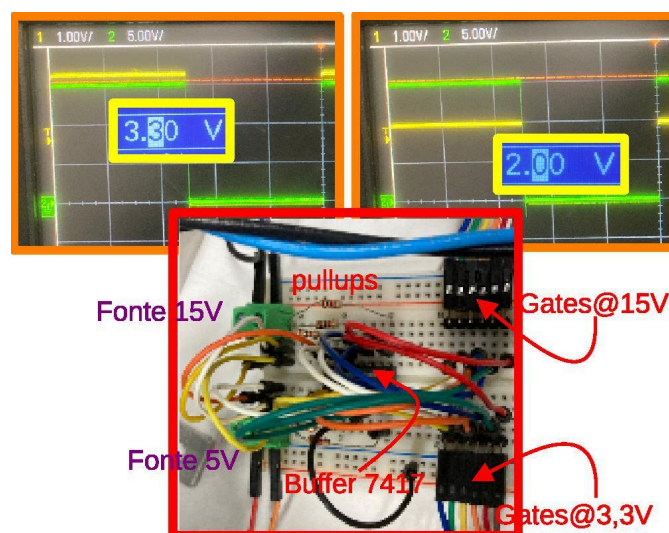 1 1.00V/ 2 5.00V/
1 1.00V/ 2 5.00V/
3.30 V
2.00 V
pullups
Fonte 15V
Gates@15V
Fonte 5V
Buffer 7417
Gates@3,3V